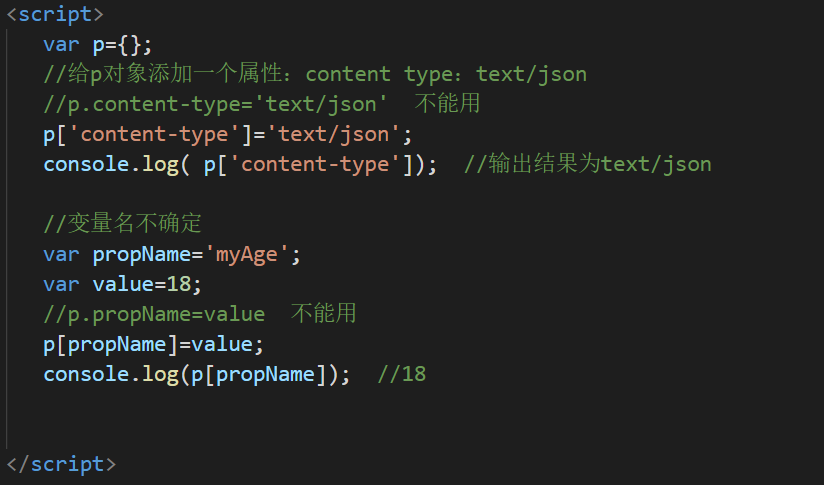 <script>
var p={};
//给p对象添加一个属性：content type：text/json
//p.content-type='text/json'  不能用
p['content-type']='text/json';
console.log( p['content-type']);  //输出结果为text/json
//变量名不确定
var propName='myAge';
var value=18;
//p.propName=value  不能用
p[propName]=value;
console.log(p[propName]);  //18
</script>